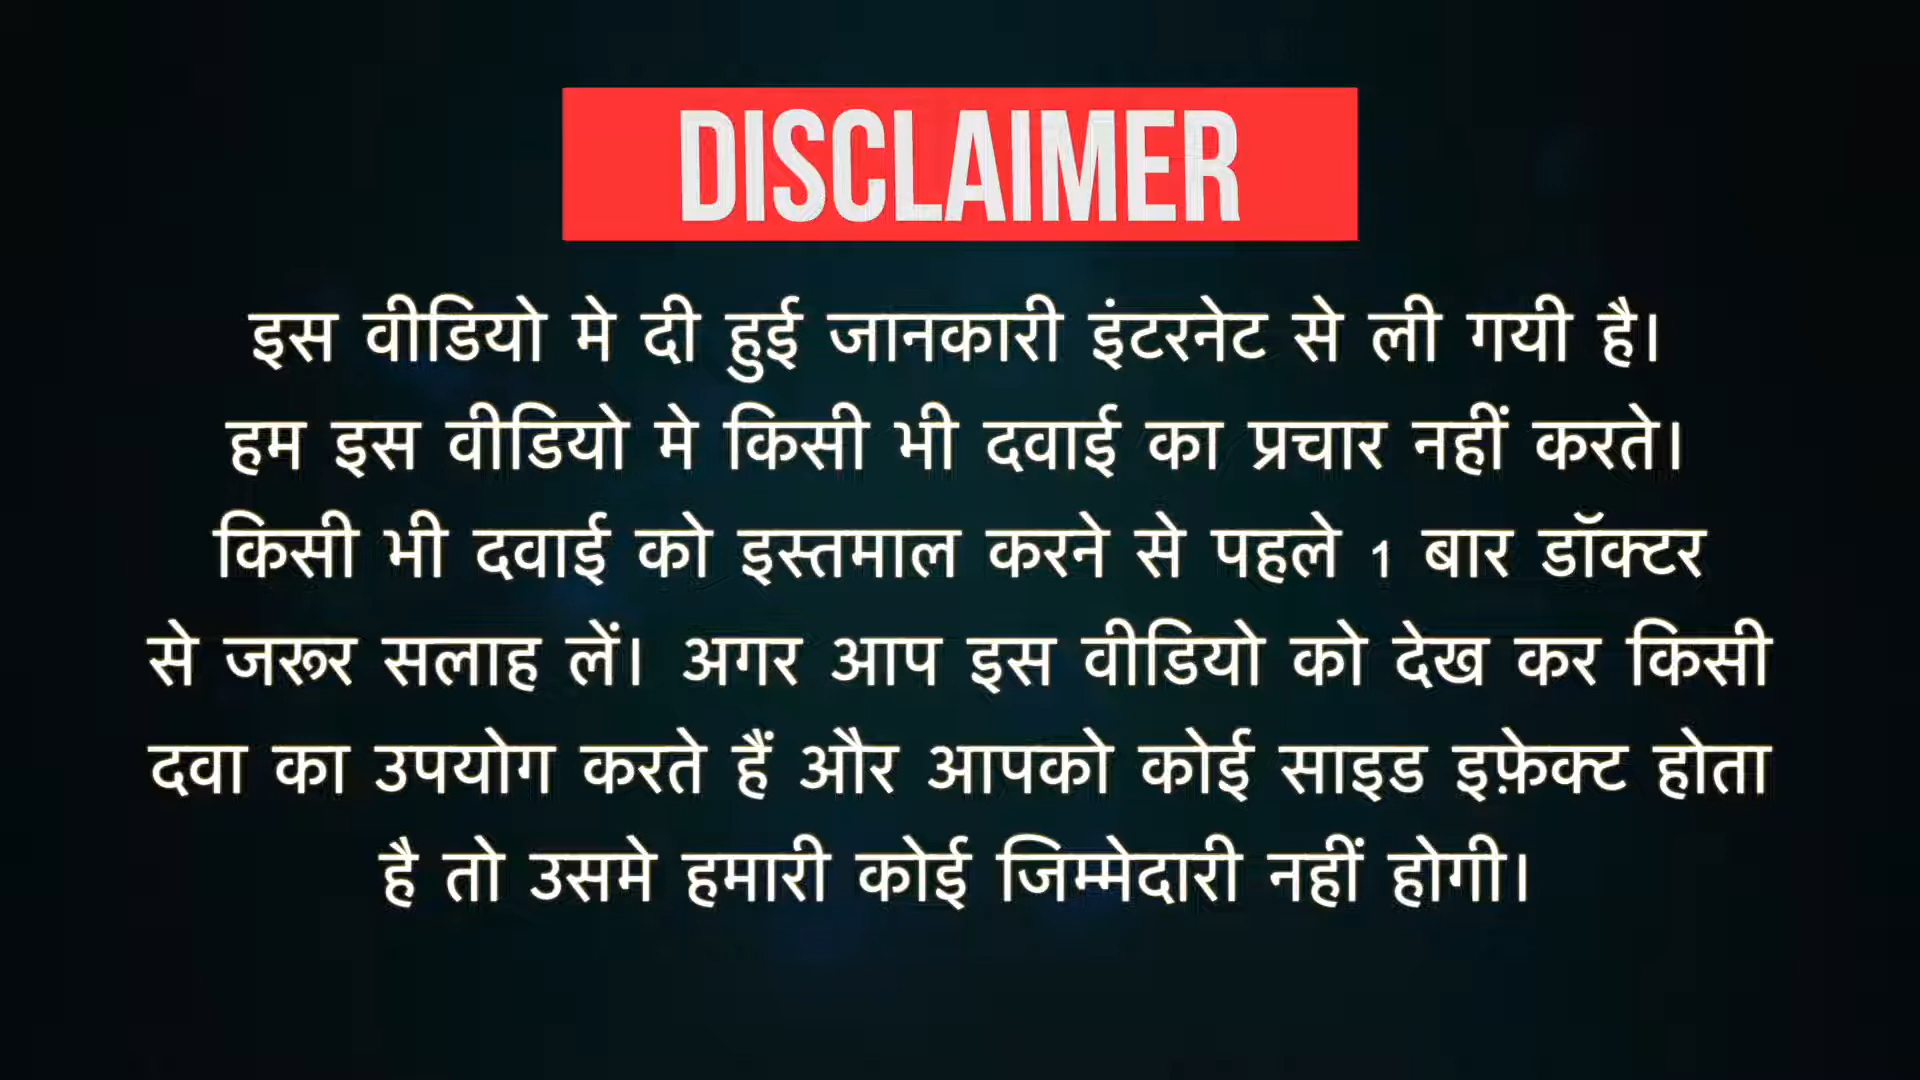 DISCLAIMER
इस वीडियो मे दी हुई जानकारी इंटरनेट से ली गयी है।
हम इस वीडियो मे किसी भी दवाई का प्रचार नहीं करते।
किसी भी दवाई को इस्तमाल करने से पहले 1 बार डॉक्टर
से जरूर सलाह लें। अगर आप इस वीडियो को देख कर किसी
दवा का उपयोग करते हैं और आपको कोई साइड इफ़ेक्ट होता
है तो उसमे हमारी कोई जिम्मेदारी नहीं होगी।